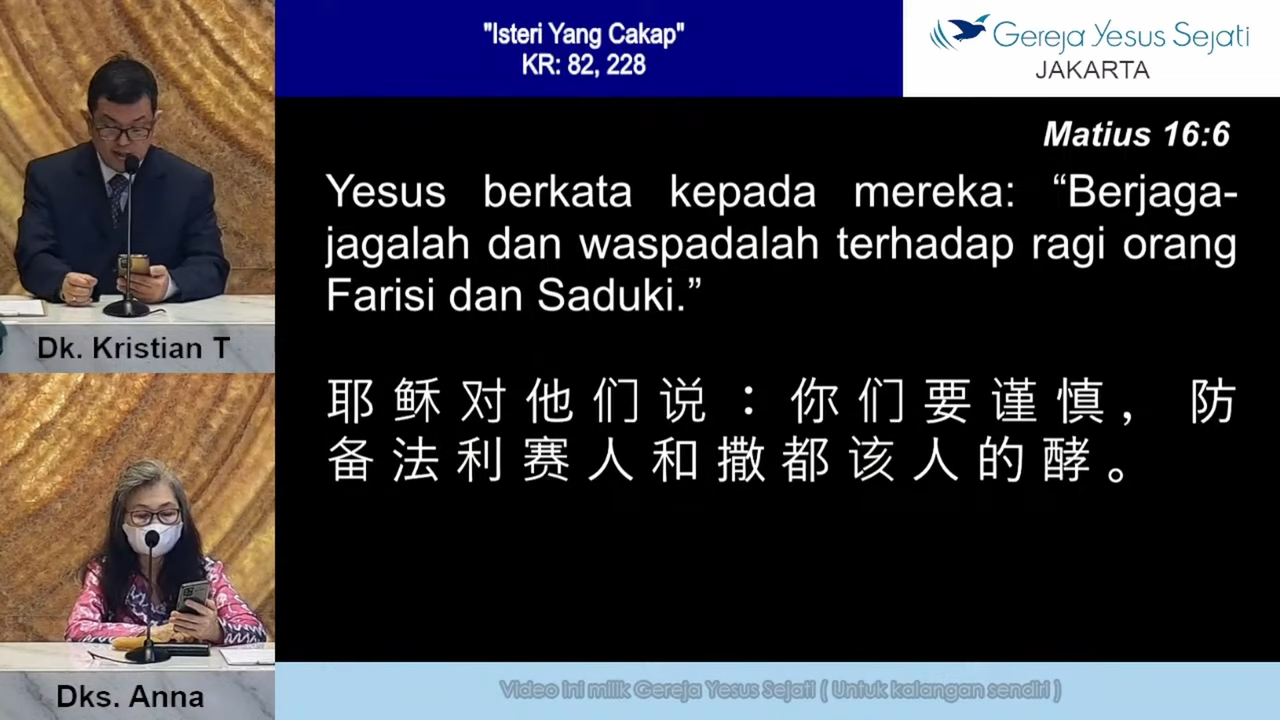 "Isteri Yang Cakap"
KR: 82, 228
Gereja Yesus Sejati
JAKARTA
Matius 16:6
Yesus berkata kepada mereka: “Berjaga-
jagalah dan waspadalah terhadap ragi orang
Farisi dan Saduki.”
耶稣对他们说：你们要谨慎，防
备法利赛人和撒都该人的酵。
Dk. Kristian T
Dks. Anna
Video ini milik Gereja Yesus Sejati ( Untuk kalangan sendiri )